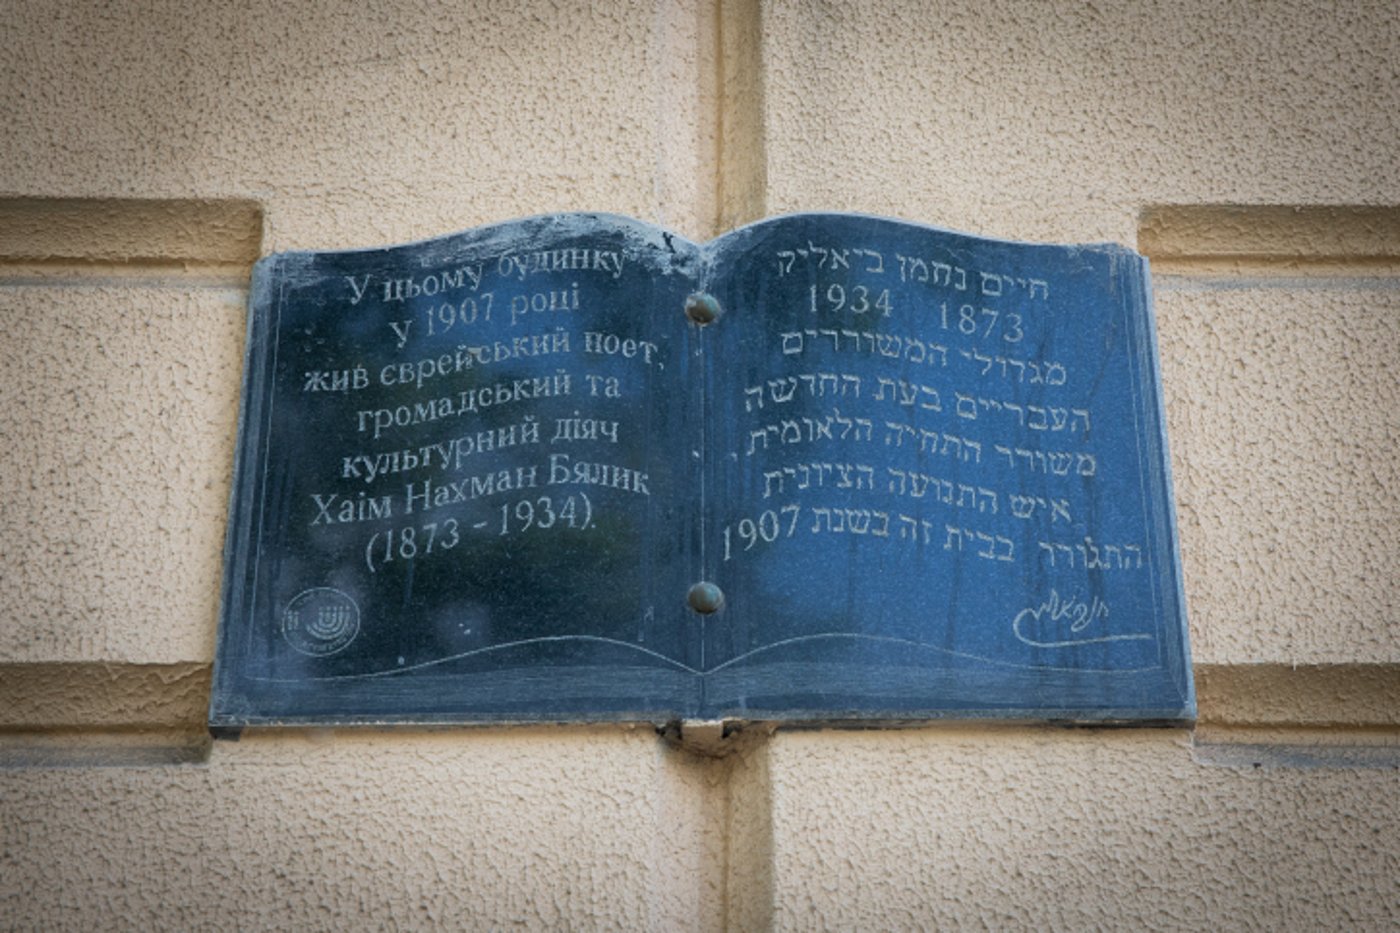 У цьому будинку
у 1907 році
жив єврейський поет,
громадський та
культурний діяч
Хаім Нахман Бялик
(1873 - 1934).
חיים נחמן ביאליק
1934 1873
מגדולי המשוררים
העבריים בעת החדשה
משורר התחיה הלאומית,
איש התנועה הציונית
התגורר בבית זה בשנת 1907